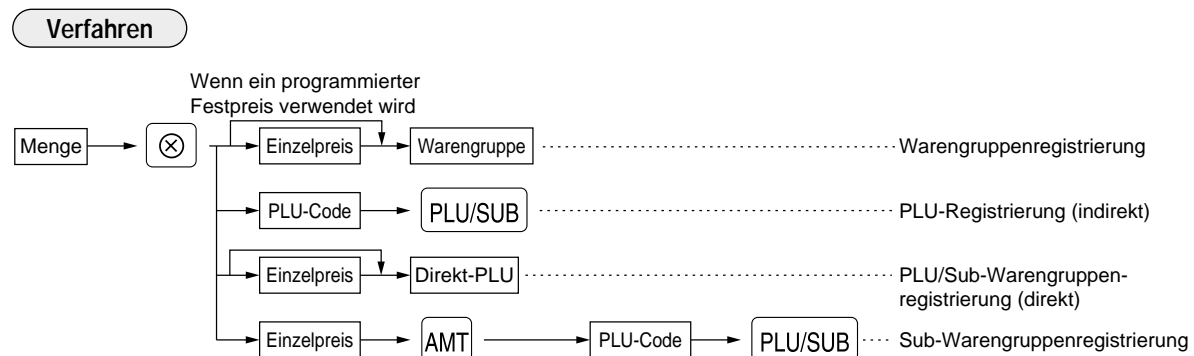 Verfahren
Wenn ein programmierter
Festpreis verwendet wird
Menge ⊗ Einzelpreis Warengruppe Warengruppenregistrierung
PLU-Code PLU/SUB PLU-Registrierung (indirekt)
Einzelpreis Direkt-PLU PLU/Sub-Warengruppen-
registrierung (direkt)
Einzelpreis AMT PLU-Code PLU/SUB Sub-Warengruppenregistrierung